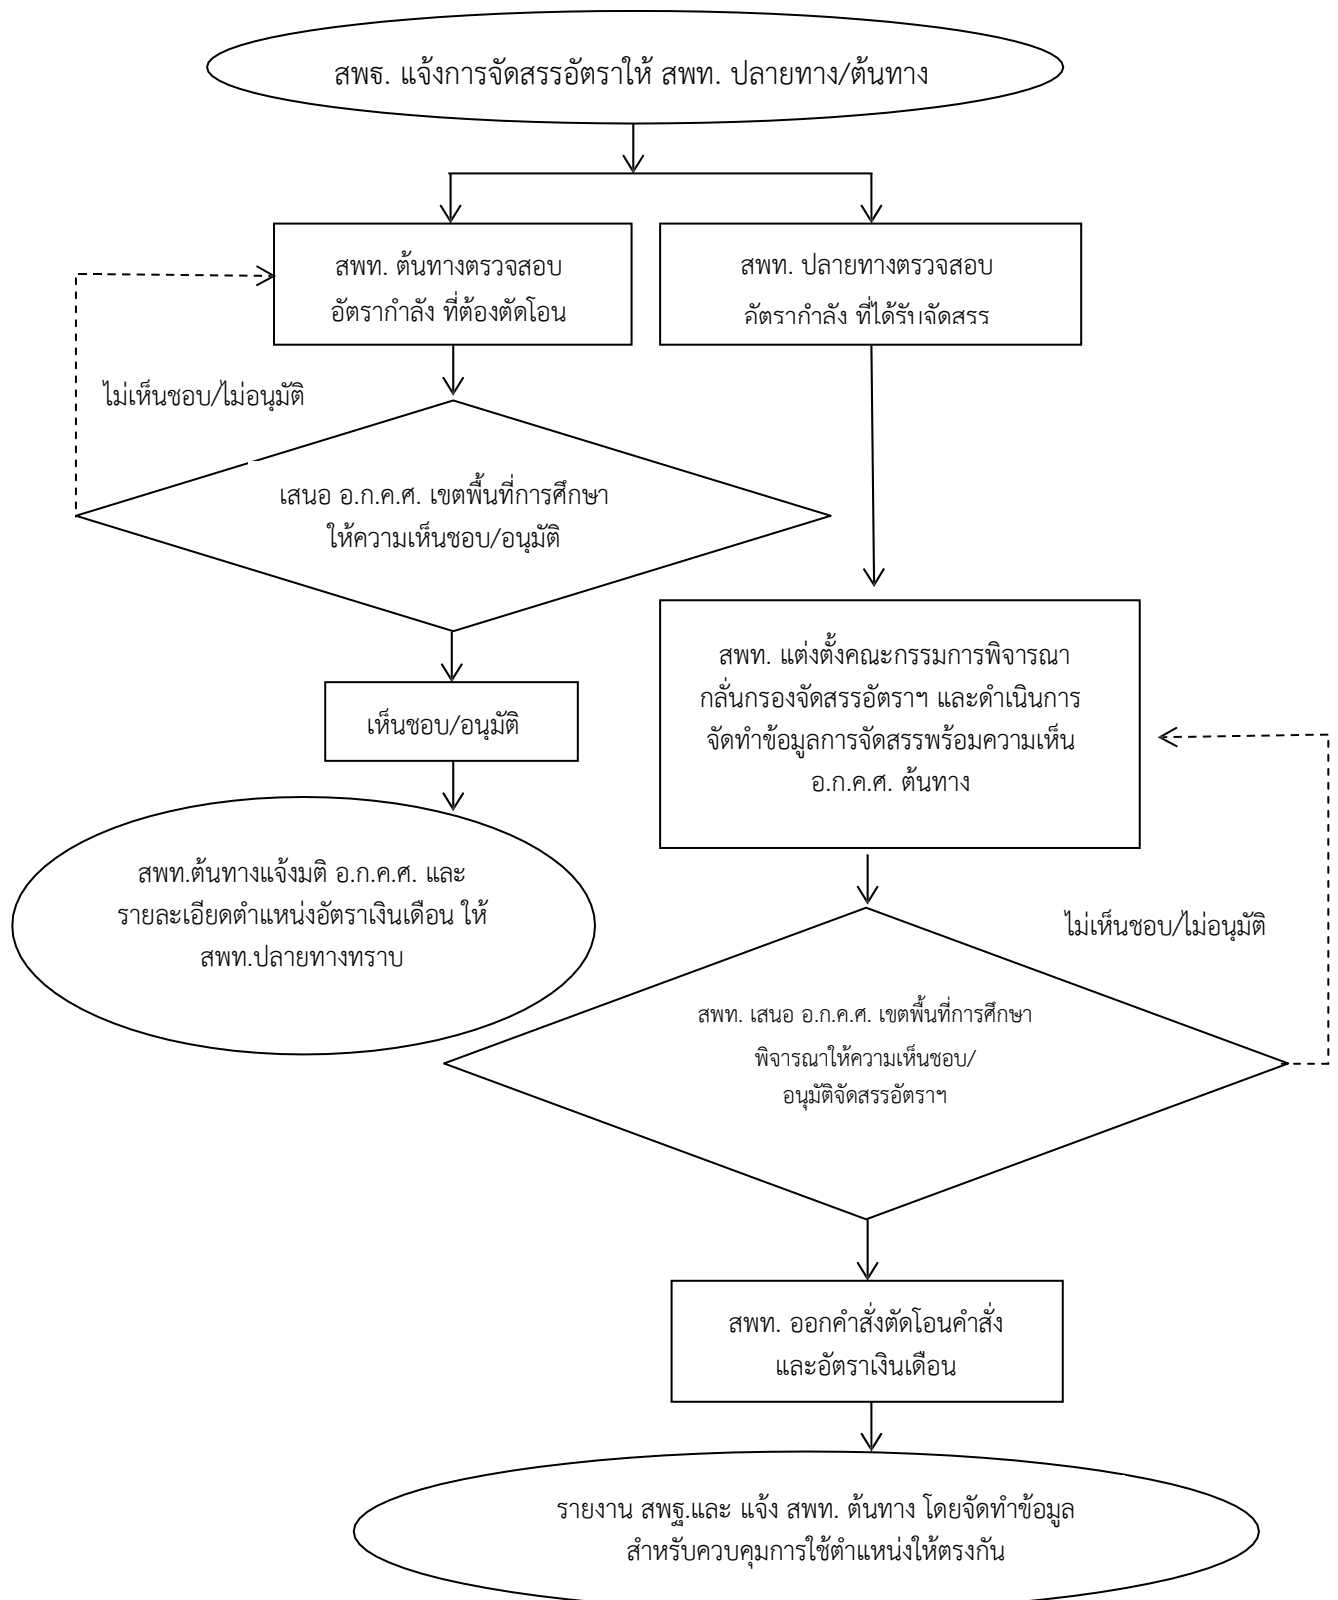 สพฐ. แจ้งการจัดสรรอัตราให้ สพท. ปลายทาง/ต้นทาง
สพท. ต้นทางตรวจสอบ
อัตรากำลัง ที่ต้องตัดโอน
สพท. ปลายทางตรวจสอบ
อัตรากำลัง ที่ได้รับจัดสรร
ไม่เห็นชอบ/ไม่อนุมัติ
เสนอ อ.ก.ค.ศ. เขตพื้นที่การศึกษา
ให้ความเห็นชอบ/อนุมัติ
สพท. แต่งตั้งคณะกรรมการพิจารณา
กลั่นกรองจัดสรรอัตราฯ และดำเนินการ
จัดทำข้อมูลการจัดสรรพร้อมความเห็น
อ.ก.ค.ศ. ต้นทาง
เห็นชอบ/อนุมัติ
สพท.ต้นทางแจ้งมติ อ.ก.ค.ศ. และ
รายละเอียดตำแหน่งอัตราเงินเดือน ให้
สพท.ปลายทางทราบ
ไม่เห็นชอบ/ไม่อนุมัติ
สพท. เสนอ อ.ก.ค.ศ. เขตพื้นที่การศึกษา
พิจารณาให้ความเห็นชอบ/
อนุมัติจัดสรรอัตราฯ
สพท. ออกคำสั่งตัดโอนคำสั่ง
และอัตราเงินเดือน
รายงาน สพฐ.และ แจ้ง สพท. ต้นทาง โดยจัดทำข้อมูล
สำหรับควบคุมการใช้ตำแหน่งให้ตรงกัน